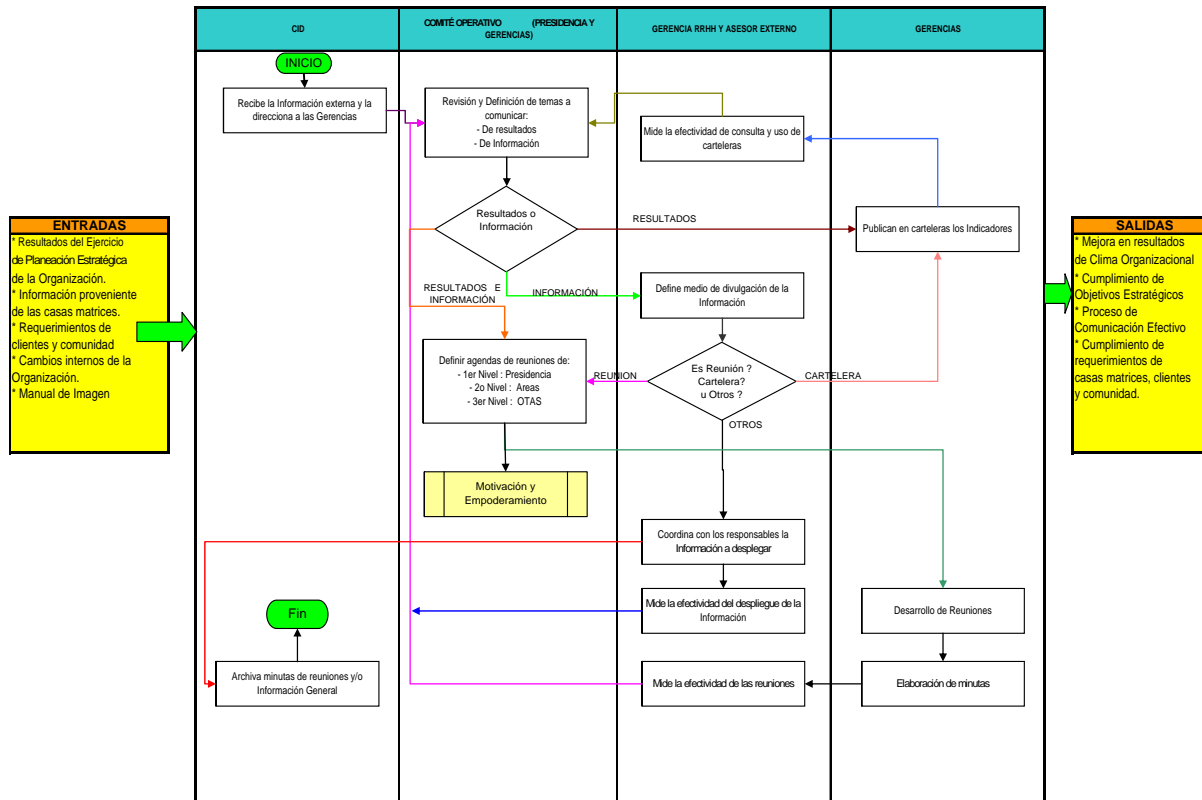 CID
COMITÉ OPERATIVO (PRESIDENCIA Y
GERENCIAS)
GERENCIA RRHH Y ASESOR EXTERNO
GERENCIAS
INICIO
Recibe la Información externa y la
direcciona a las Gerencias
Revisión y Definición de temas a
comunicar:
- De resultados
- De Información
Mide la efectividad de consulta y uso de
carteleras
Resultados o
Información
RESULTADOS
Publican en carteleras los Indicadores
ENTRADAS
* Resultados del Ejercicio
de Planeación Estratégica
de la Organización.
* Información proveniente
de las casas matrices.
* Requerimientos de
clientes y comunidad
* Cambios internos de la
Organización.
* Manual de Imagen
SALIDAS
* Mejora en resultados
de Clima Organizacional
* Cumplimiento de
Objetivos Estratégicos
* Proceso de
Comunicación Efectivo
* Cumplimiento de
requerimientos de
casas matrices, clientes
y comunidad.
RESULTADOS E
INFORMACIÓN
INFORMACIÓN
Define medio de divulgación de la
Información
Definir agendas de reuniones de:
- 1er Nivel : Presidencia
- 2o Nivel : Areas
- 3er Nivel : OTAS
REUNION
Es Reunión ?
Cartelera?
u Otros ?
CARTELERA
OTROS
Motivación y
Empoderamiento
Coordina con los responsables la
Información a desplegar
Mide la efectividad del despliegue de la
Información
Desarrollo de Reuniones
Fin
Archiva minutas de reuniones y/o
Información General
Mide la efectividad de las reuniones
Elaboración de minutas